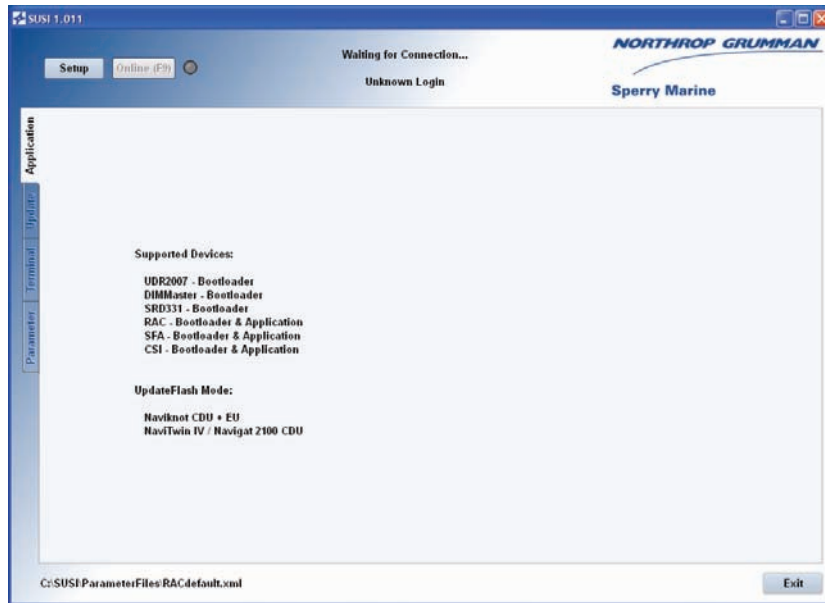 SUSI 1.011
Setup
Online (F9)
Waiting for Connection...
Unknown Login
NORTHROP GRUMMAN
Sperry Marine
Application
Update
Terminal
Parameter
Supported Devices:
UDR2007 - Bootloader
DIMMaster - Bootloader
SRD331 - Bootloader
RAC - Bootloader & Application
SFA - Bootloader & Application
CSI - Bootloader & Application
UpdateFlash Mode:
Naviknot CDU + EU
NaviTwin IV / Navigat 2100 CDU
C:\SUSI\ParameterFiles\RACdefault.xml
Exit